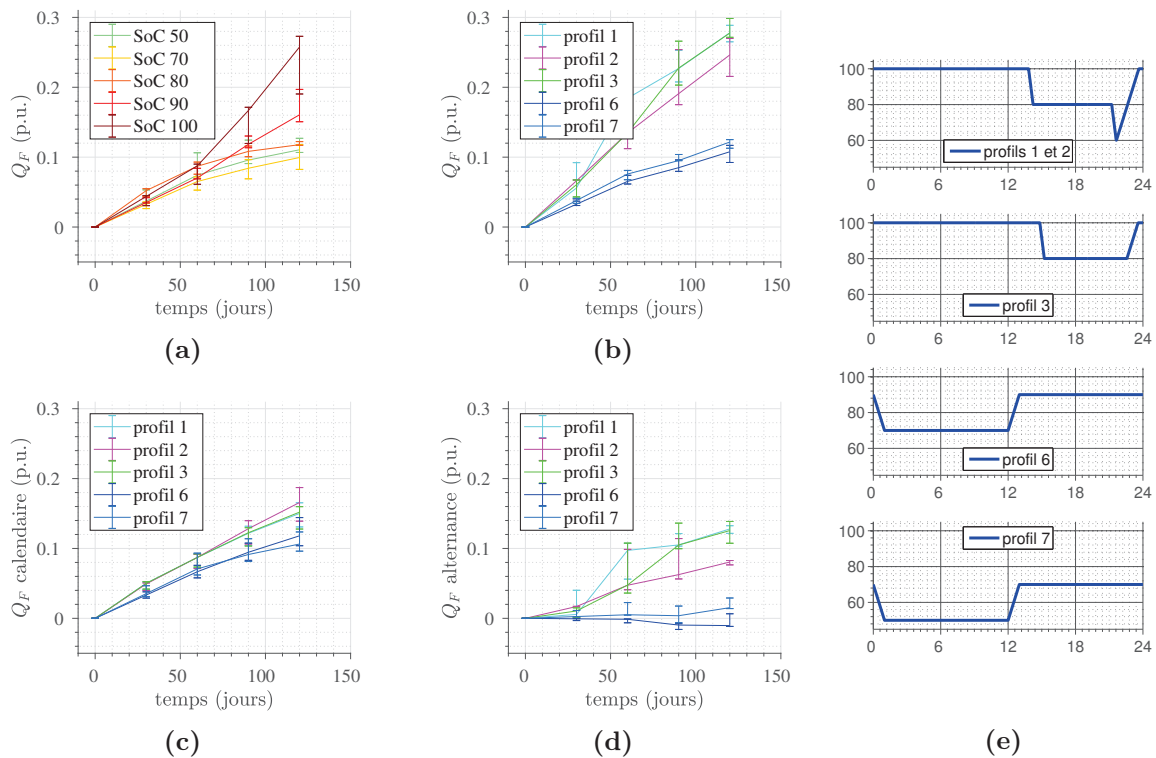 0.3
0.2
0.1
0
Q_F (p.u.)
SoC 50
SoC 70
SoC 80
SoC 90
SoC 100
0 50 100 150
temps (jours)
(a)
0.3
0.2
0.1
0
Q_F (p.u.)
profil 1
profil 2
profil 3
profil 6
profil 7
0 50 100 150
temps (jours)
(b)
0.3
0.2
0.1
0
Q_F calendaire (p.u.)
profil 1
profil 2
profil 3
profil 6
profil 7
0 50 100 150
temps (jours)
(c)
0.3
0.2
0.1
0
Q_F alternance (p.u.)
profil 1
profil 2
profil 3
profil 6
profil 7
0 50 100 150
temps (jours)
(d)
100
80
60
profils 1 et 2
0 6 12 18 24
100
80
60
profil 3
0 6 12 18 24
100
80
60
profil 6
0 6 12 18 24
100
80
60
profil 7
0 6 12 18 24
(e)